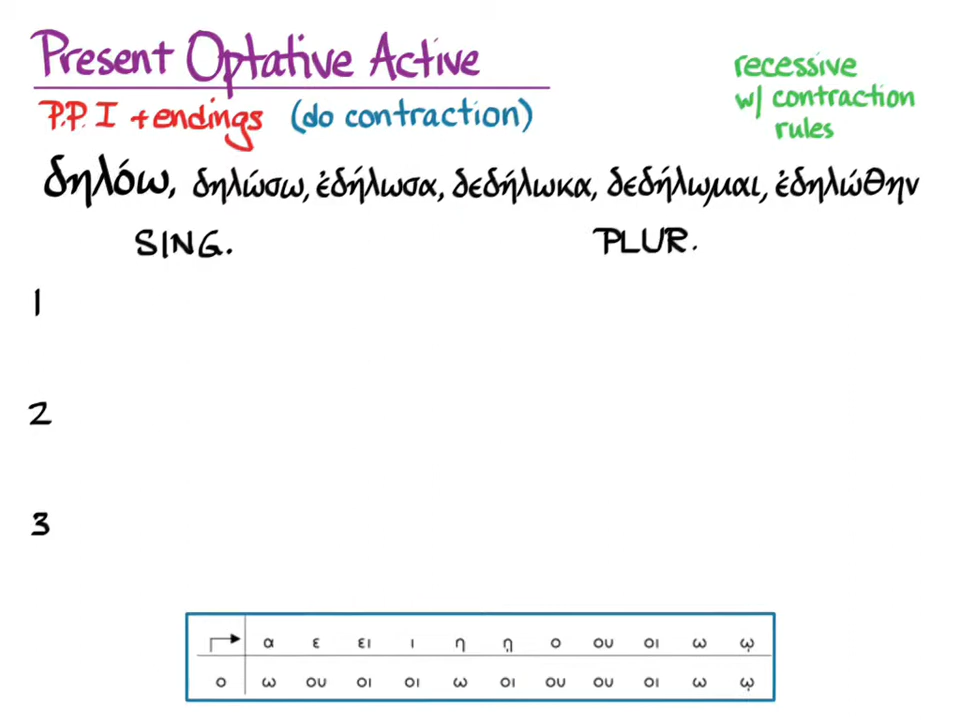 Present Optative Active
recessive
w/ contraction
rules
P.P. I + endings (do contraction)
δηλόω, δηλώσω, ἐδήλωσα, δεδήλωκα, δεδήλωμαι, ἐδηλώθην
SING. PLUR.
1
2
3
α ε ει ι η ῃ ο ου οι ω ῳ
ο ω ου οι οι ω οι ου ου οι ω ῳ